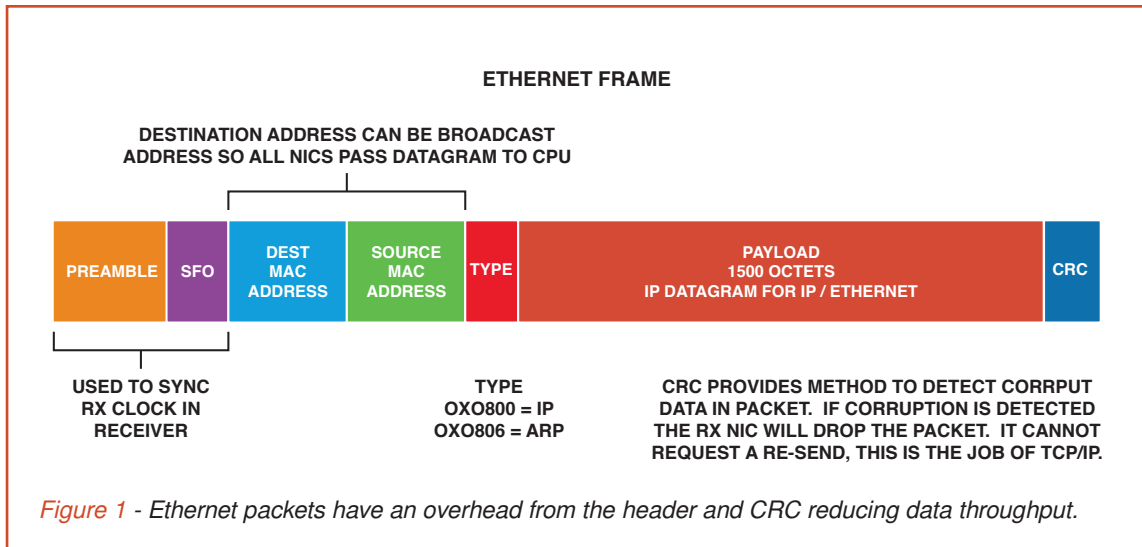 ETHERNET FRAME
DESTINATION ADDRESS CAN BE BROADCAST
ADDRESS SO ALL NICS PASS DATAGRAM TO CPU
PREAMBLE
SFO
DEST
MAC
ADDRESS
SOURCE
MAC
ADDRESS
TYPE
PAYLOAD
1500 OCTETS
IP DATAGRAM FOR IP / ETHERNET
CRC
USED TO SYNC
RX CLOCK IN
RECEIVER
TYPE
OXO800 = IP
OXO806 = ARP
CRC PROVIDES METHOD TO DETECT CORRPUT
DATA IN PACKET. IF CORRUPTION IS DETECTED
THE RX NIC WILL DROP THE PACKET. IT CANNOT
REQUEST A RE-SEND, THIS IS THE JOB OF TCP/IP.
Figure 1 - Ethernet packets have an overhead from the header and CRC reducing data throughput.